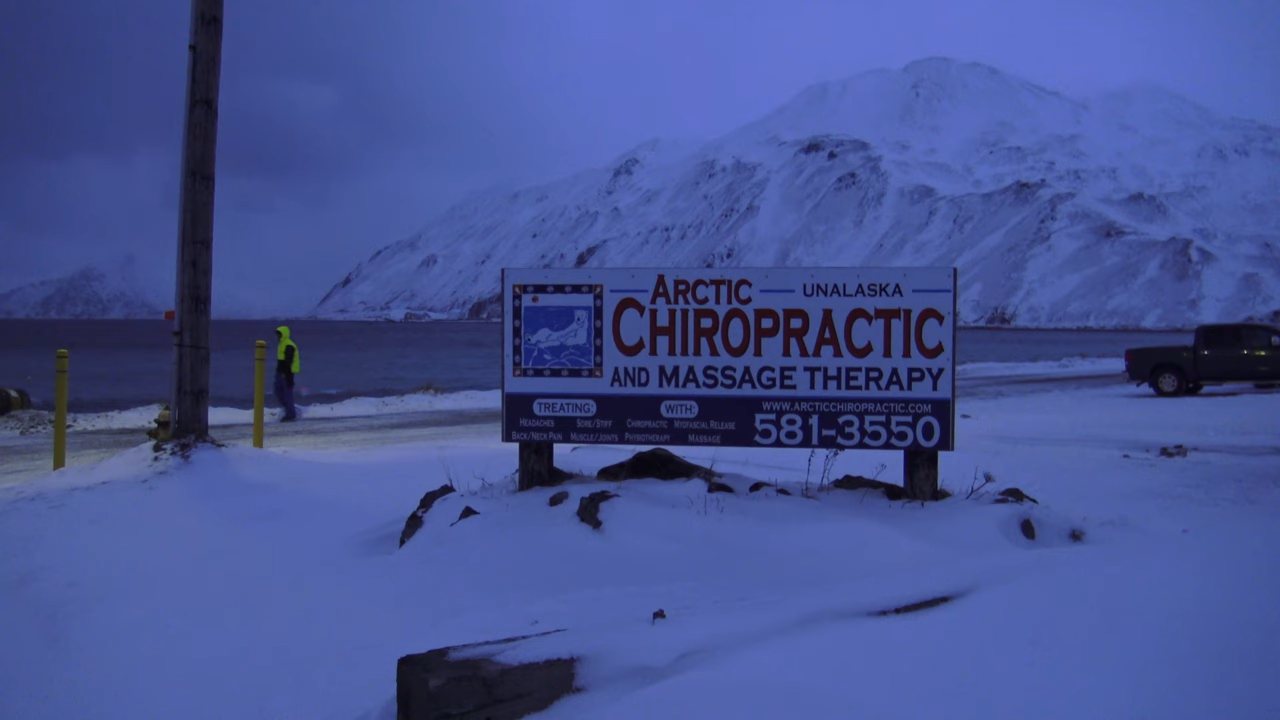 ARCTIC
UNALASKA
CHIROPRACTIC
AND MASSAGE THERAPY
TREATING:
HEADACHES SORE/STIFF
BACK/NECK PAIN MUSCLE/JOINTS
WITH:
CHIROPRACTIC MYOFASCIAL RELEASE
PHYSIOTHERAPY MASSAGE
WWW.ARCTICCHIROPRACTIC.COM
581-3550